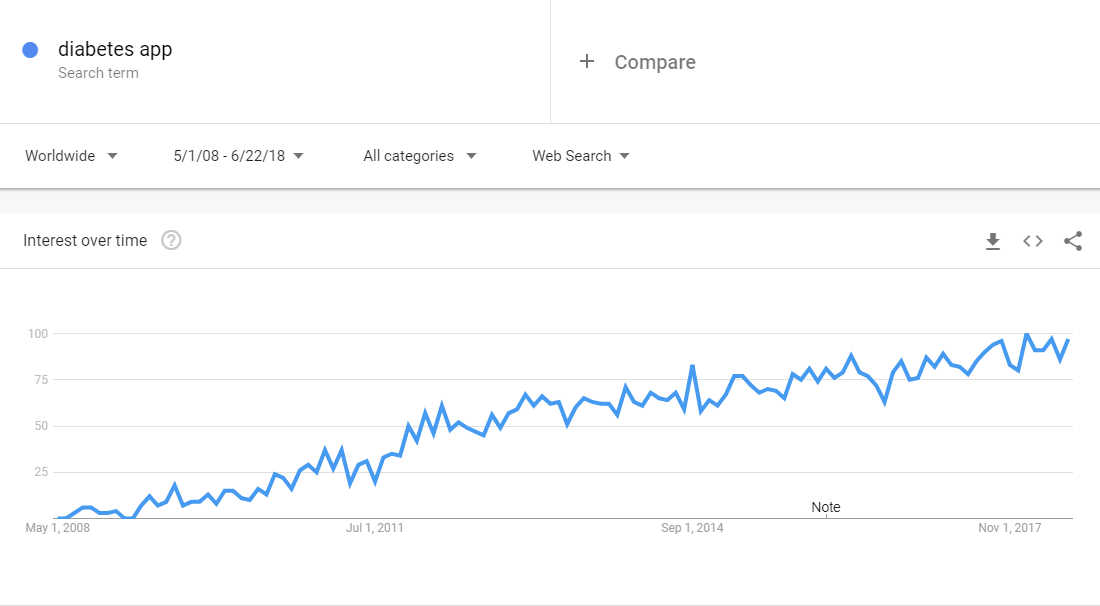 diabetes app
Search term
+ Compare
Worldwide 5/1/08 - 6/22/18 All categories Web Search
Interest over time ?
100
75
50
25
Note
May 1, 2008 Jul 1, 2011 Sep 1, 2014 Nov 1, 2017